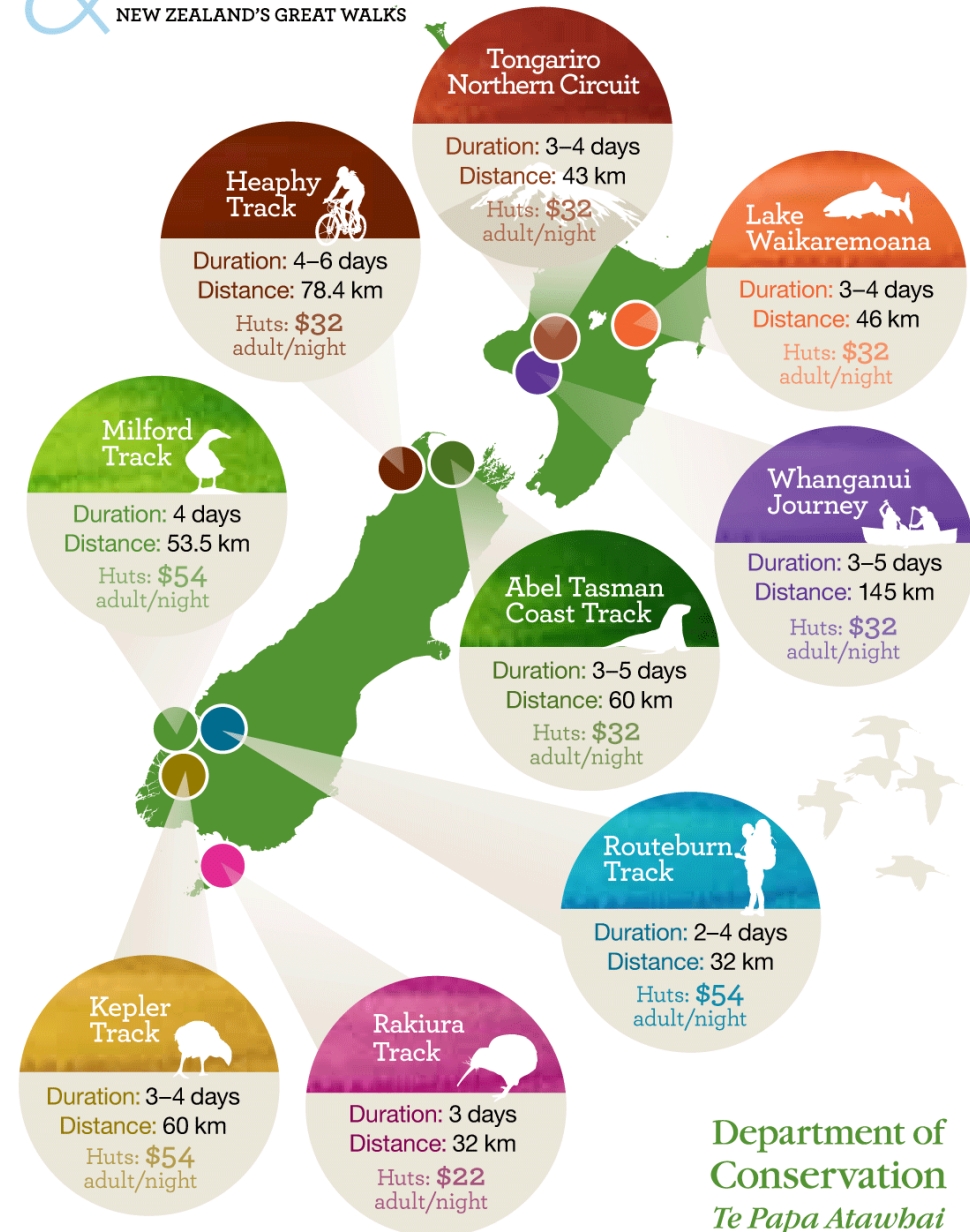 NEW ZEALAND'S GREAT WALKS
Tongariro
Northern Circuit
Duration: 3–4 days
Distance: 43 km
Huts: $32
adult/night
Heaphy
Track
Duration: 4–6 days
Distance: 78.4 km
Huts: $32
adult/night
Lake
Waikaremoana
Duration: 3–4 days
Distance: 46 km
Huts: $32
adult/night
Milford
Track
Duration: 4 days
Distance: 53.5 km
Huts: $54
adult/night
Whanganui
Journey
Duration: 3–5 days
Distance: 145 km
Huts: $32
adult/night
Abel Tasman
Coast Track
Duration: 3–5 days
Distance: 60 km
Huts: $32
adult/night
Routeburn
Track
Duration: 2–4 days
Distance: 32 km
Huts: $54
adult/night
Kepler
Track
Duration: 3–4 days
Distance: 60 km
Huts: $54
adult/night
Rakiura
Track
Duration: 3 days
Distance: 32 km
Huts: $22
adult/night
Department of
Conservation
Te Papa Atawhai